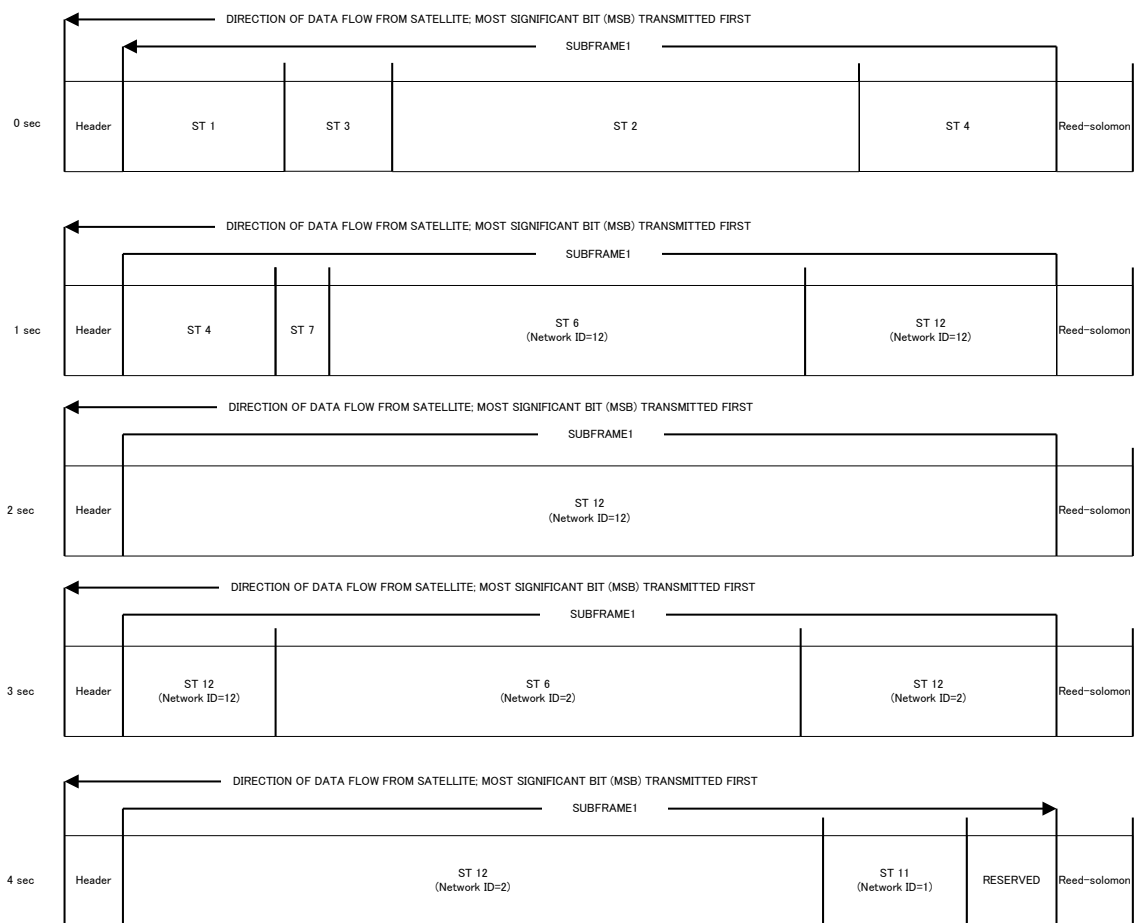 DIRECTION OF DATA FLOW FROM SATELLITE; MOST SIGNIFICANT BIT (MSB) TRANSMITTED FIRST
SUBFRAME1
0 sec
Header
ST 1
ST 3
ST 2
ST 4
Reed-solomon
DIRECTION OF DATA FLOW FROM SATELLITE; MOST SIGNIFICANT BIT (MSB) TRANSMITTED FIRST
SUBFRAME1
1 sec
Header
ST 4
ST 7
ST 6
(Network ID=12)
ST 12
(Network ID=12)
Reed-solomon
DIRECTION OF DATA FLOW FROM SATELLITE; MOST SIGNIFICANT BIT (MSB) TRANSMITTED FIRST
SUBFRAME1
2 sec
Header
ST 12
(Network ID=12)
Reed-solomon
DIRECTION OF DATA FLOW FROM SATELLITE; MOST SIGNIFICANT BIT (MSB) TRANSMITTED FIRST
SUBFRAME1
3 sec
Header
ST 12
(Network ID=12)
ST 6
(Network ID=2)
ST 12
(Network ID=2)
Reed-solomon
DIRECTION OF DATA FLOW FROM SATELLITE; MOST SIGNIFICANT BIT (MSB) TRANSMITTED FIRST
SUBFRAME1
4 sec
Header
ST 12
(Network ID=2)
ST 11
(Network ID=1)
RESERVED
Reed-solomon